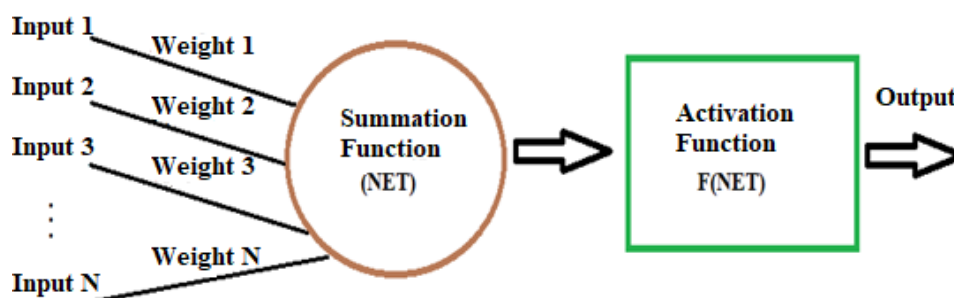 Input 1
Weight 1
Input 2
Weight 2
Input 3
Weight 3
⋮
Input N
Weight N
Summation
Function
(NET)
Activation
Function
F(NET)
Output